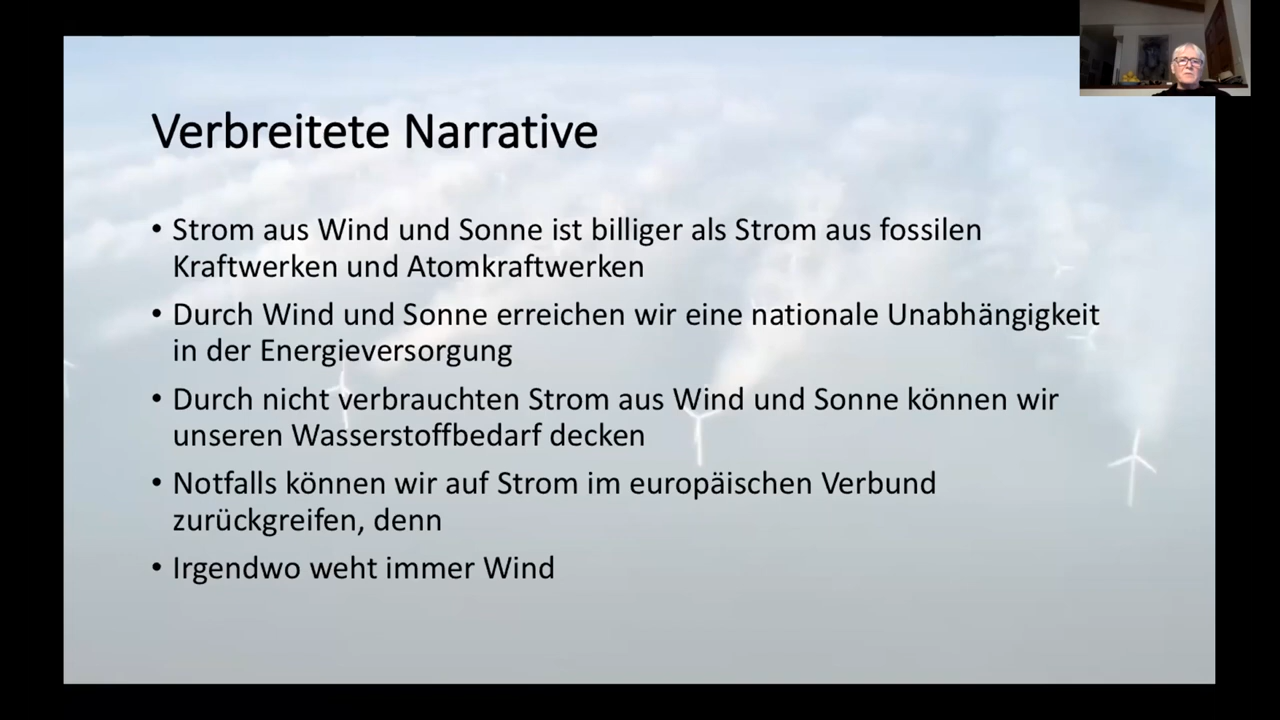 Verbreitete Narrative
• Strom aus Wind und Sonne ist billiger als Strom aus fossilen
Kraftwerken und Atomkraftwerken
• Durch Wind und Sonne erreichen wir eine nationale Unabhängigkeit
in der Energieversorgung
• Durch nicht verbrauchten Strom aus Wind und Sonne können wir
unseren Wasserstoffbedarf decken
• Notfalls können wir auf Strom im europäischen Verbund
zurückgreifen, denn
• Irgendwo weht immer Wind